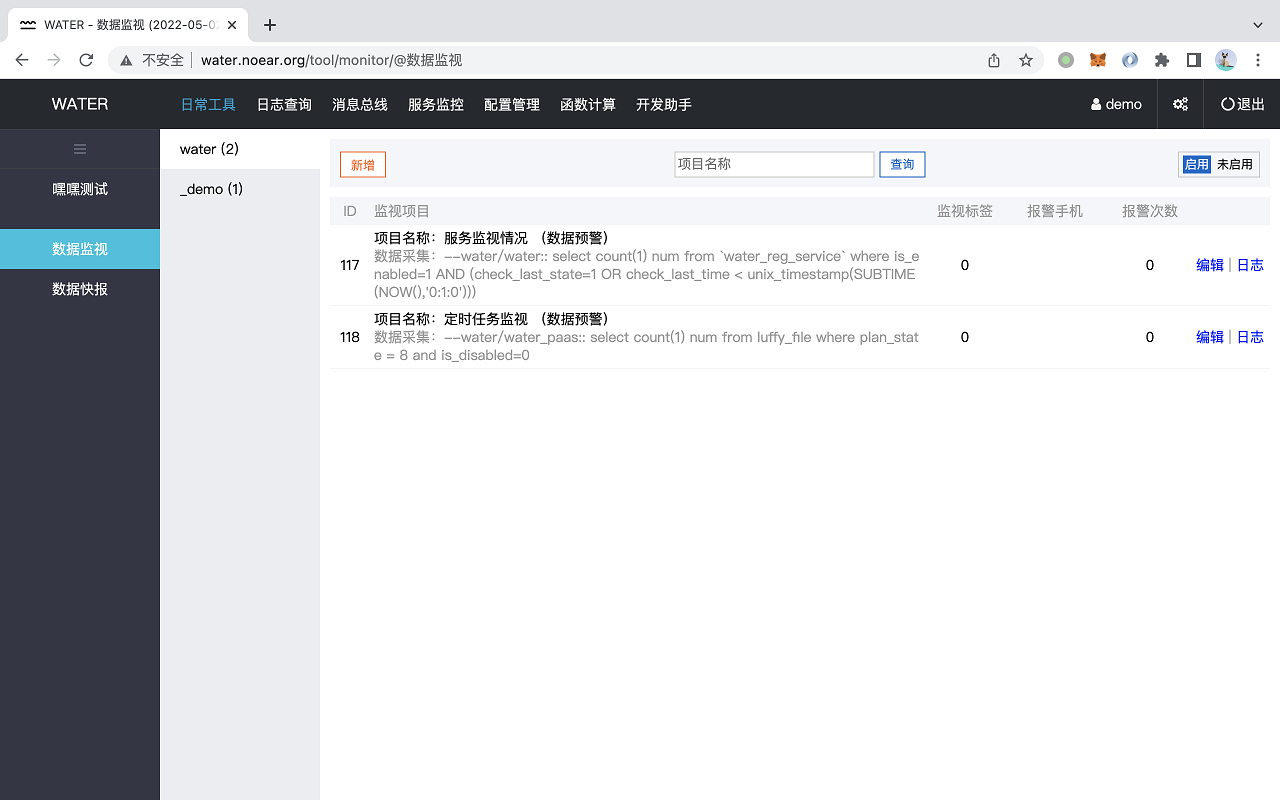 WATER - 数据监视 (2022-05-0
不安全
water.noear.org/tool/monitor/@数据监视
WATER 日常工具 日志查询 消息总线 服务监控 配置管理 函数计算 开发助手 demo 退出
嘿嘿测试
数据监视
数据快报
water (2)
_demo (1)
新增 项目名称 查询 启用 未启用
ID 监视项目 监视标签 报警手机 报警次数
项目名称：服务监视情况 （数据预警）
117 数据采集：--water/water:: select count(1) num from `water_reg_service` where is_e
nabled=1 AND (check_last_state=1 OR check_last_time < unix_timestamp(SUBTIME
(NOW(),'0:1:0')))
0 0 编辑 | 日志
项目名称：定时任务监视 （数据预警）
118 数据采集：--water/water_paas:: select count(1) num from luffy_file where plan_stat
e = 8 and is_disabled=0
0 0 编辑 | 日志